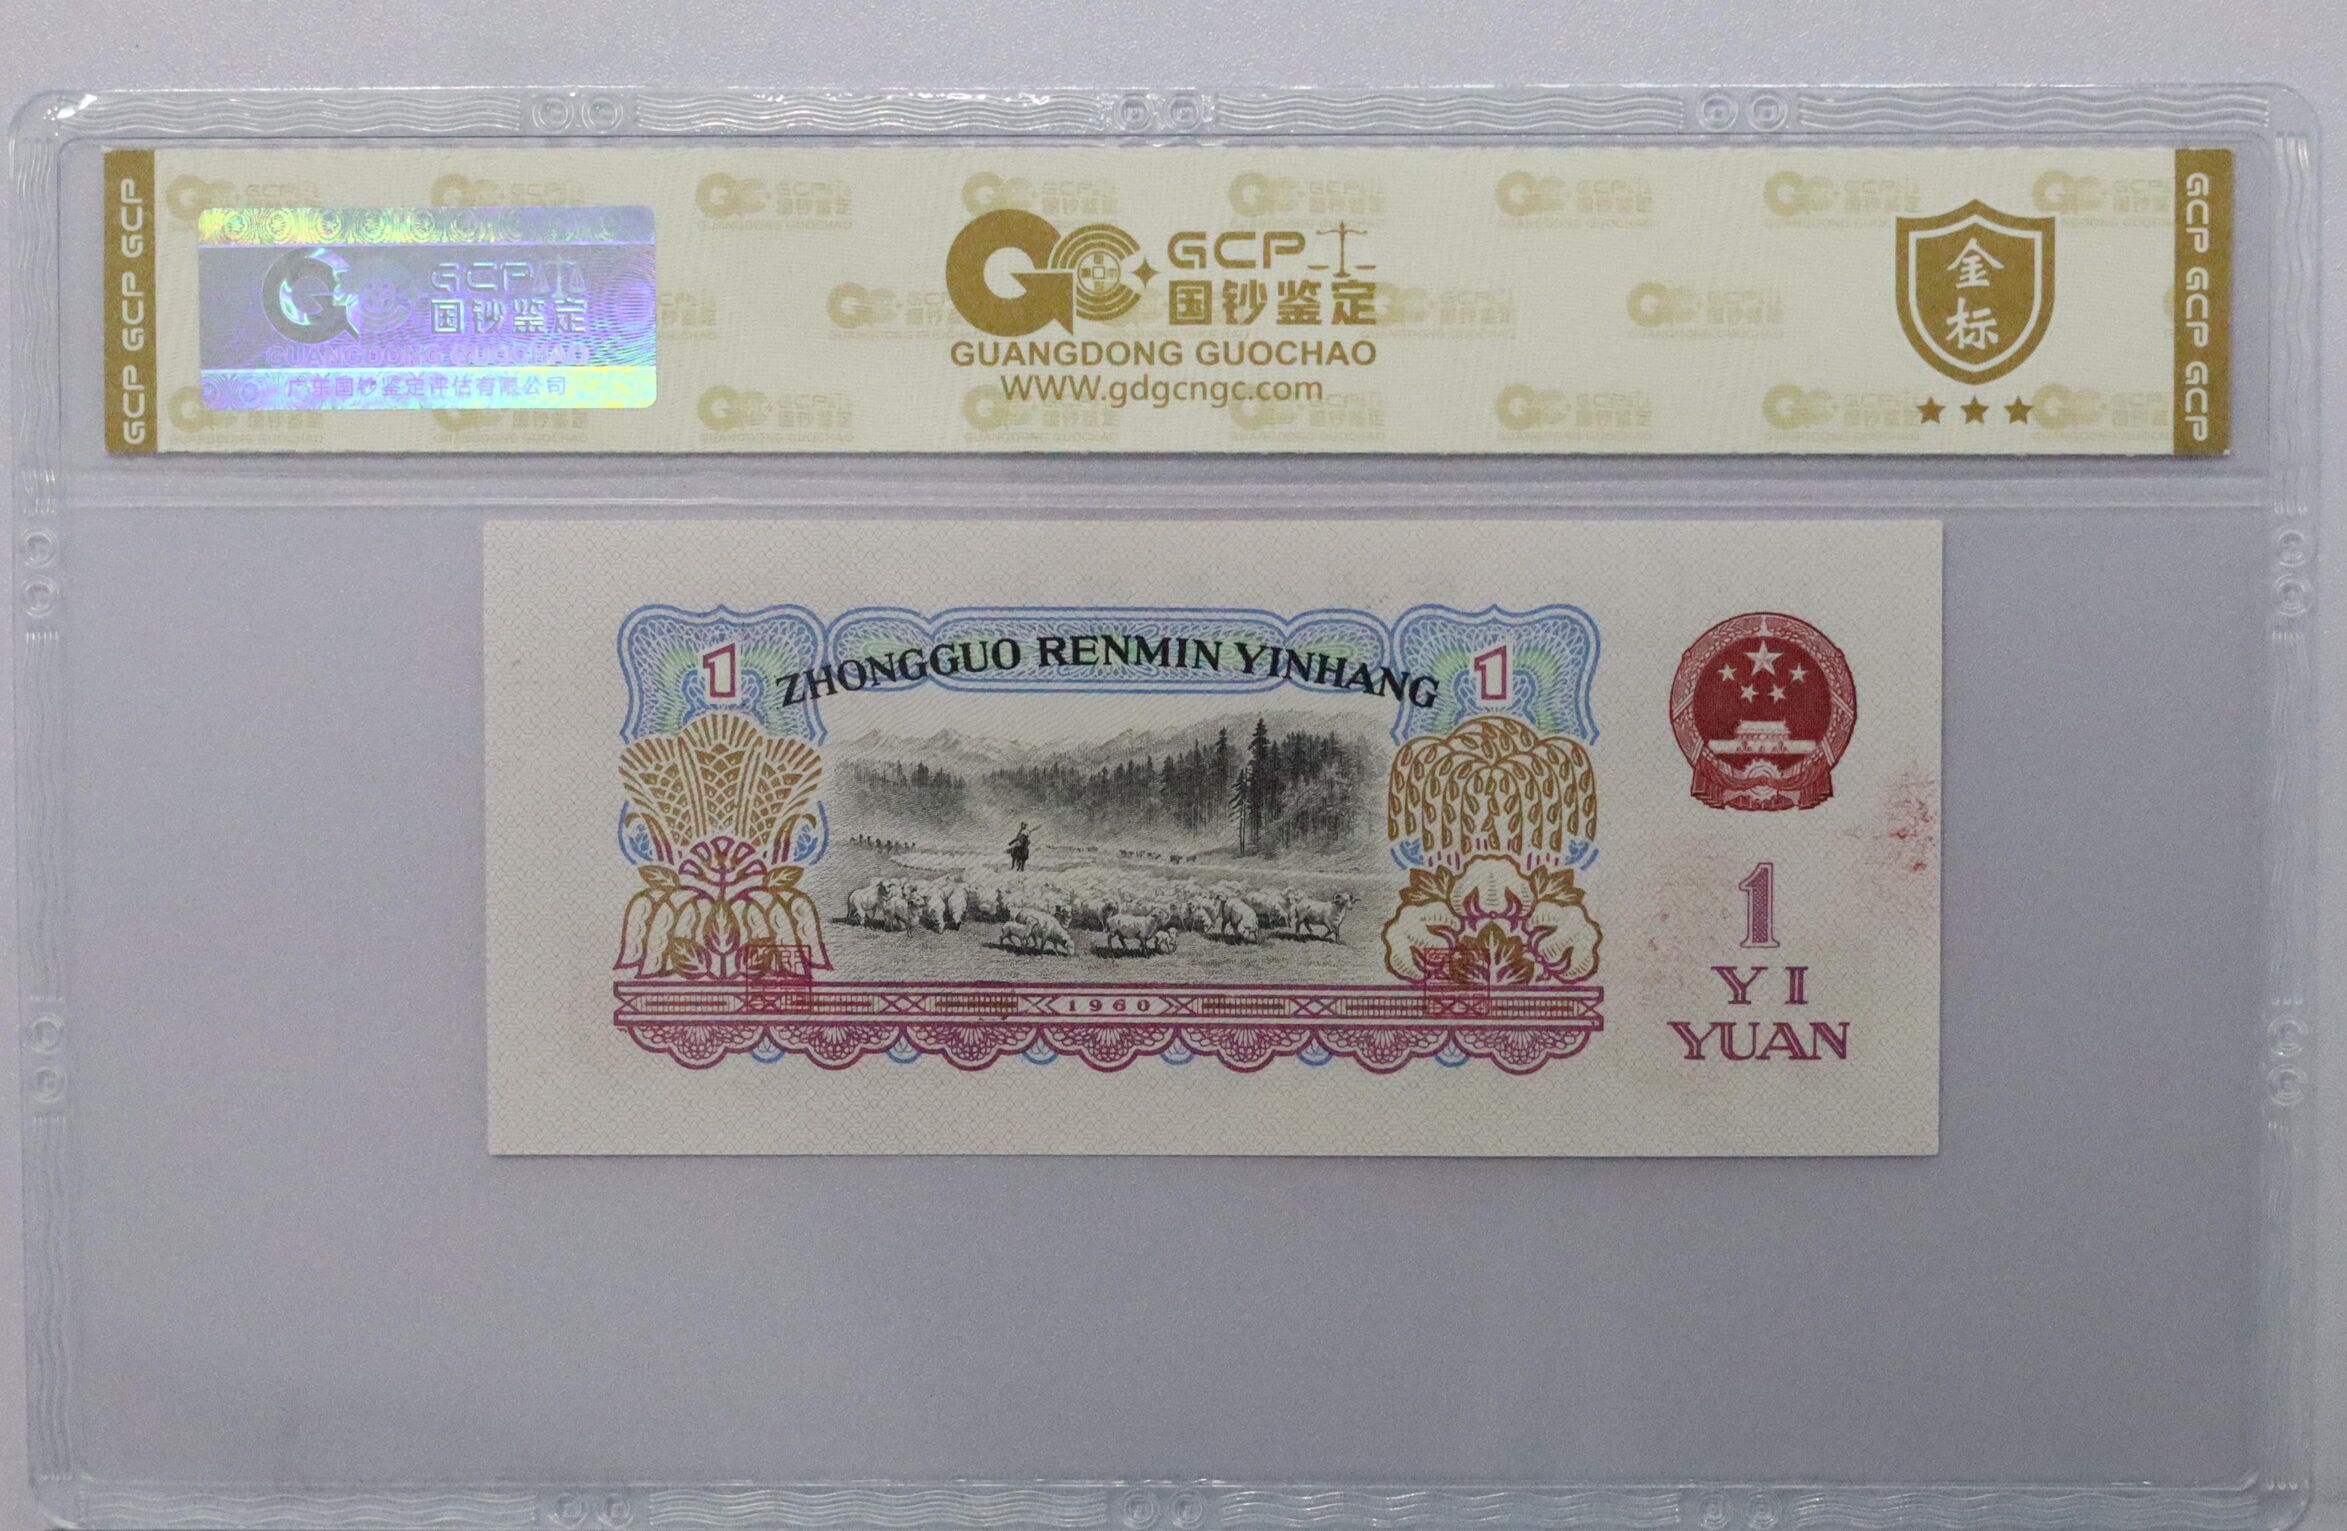 GCP GCP GCP
GCP
国钞鉴定
GUANGDONG GUOCHAO
广东国钞鉴定评估有限公司
GCP
国钞鉴定
GUANGDONG GUOCHAO
WWW.gdgcngc.com
金
标
GCP GCP GCP
1
ZHONGGUO RENMIN YINHANG
1
1960
1
YI
YUAN